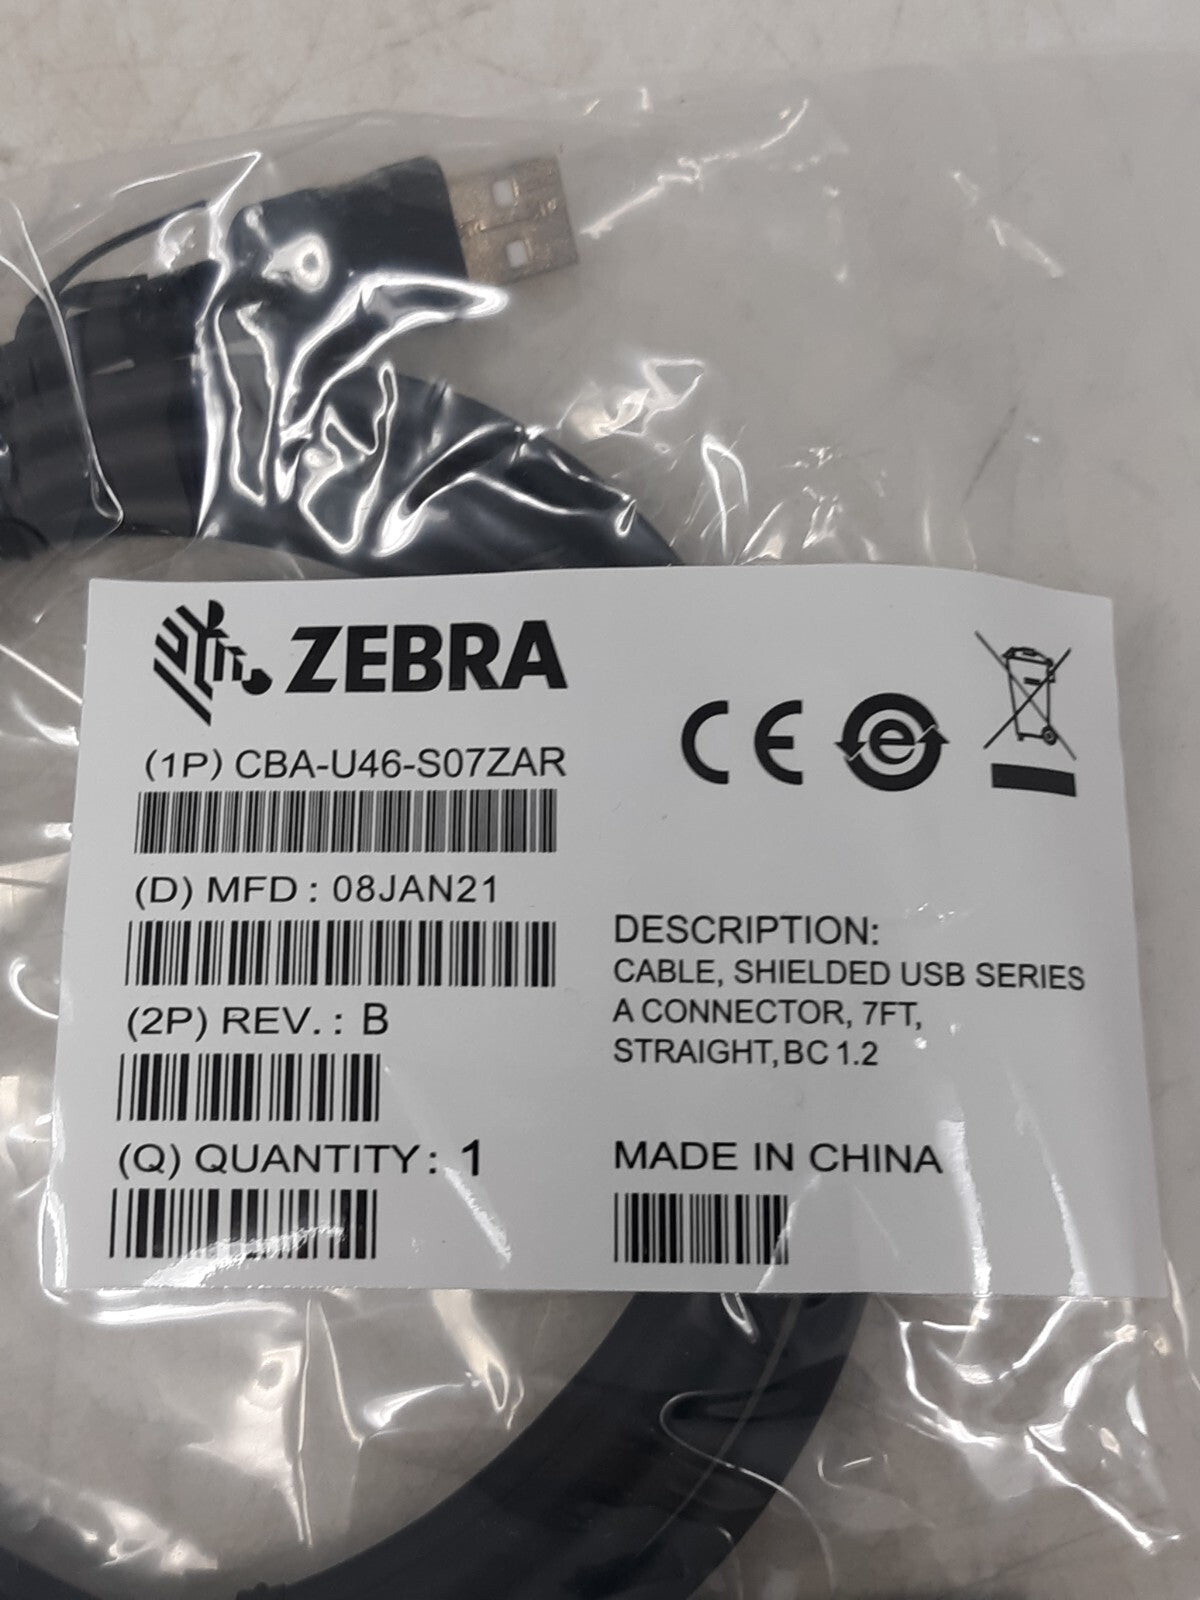 ZEBRA
(1P) CBA-U46-S07ZAR
(D) MFD : 08JAN21
(2P) REV. : B
(Q) QUANTITY : 1
CE
e
DESCRIPTION:
CABLE, SHIELDED USB SERIES
A CONNECTOR, 7FT,
STRAIGHT, BC 1.2
MADE IN CHINA